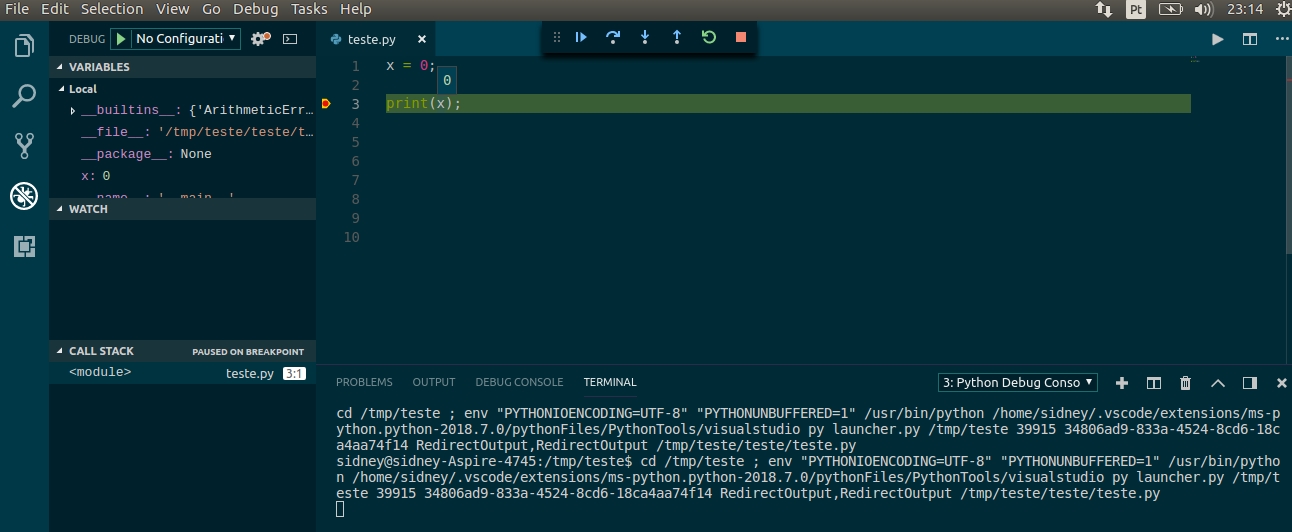 File Edit Selection View Go Debug Tasks Help Pt 23:14
DEBUG No Configurati
VARIABLES
Local
__builtins__: {'ArithmeticErr…
__file__: '/tmp/teste/teste/t…
__package__: None
x: 0
__name__: '__main__'
WATCH
CALL STACK PAUSED ON BREAKPOINT
<module> teste.py 3:1
teste.py
1 x = 0;
0
2
3 print(x);
4
5
6
7
8
9
10
PROBLEMS OUTPUT DEBUG CONSOLE TERMINAL 3: Python Debug Conso
cd /tmp/teste ; env "PYTHONIOENCODING=UTF-8" "PYTHONUNBUFFERED=1" /usr/bin/python /home/sidney/.vscode/extensions/ms-p
ython.python-2018.7.0/pythonFiles/PythonTools/visualstudio py launcher.py /tmp/teste 39915 34806ad9-833a-4524-8cd6-18c
a4aa74f14 RedirectOutput,RedirectOutput /tmp/teste/teste/teste.py
sidney@sidney-Aspire-4745:/tmp/teste$ cd /tmp/teste ; env "PYTHONIOENCODING=UTF-8" "PYTHONUNBUFFERED=1" /usr/bin/pytho
n /home/sidney/.vscode/extensions/ms-python.python-2018.7.0/pythonFiles/PythonTools/visualstudio py launcher.py /tmp/t
este 39915 34806ad9-833a-4524-8cd6-18ca4aa74f14 RedirectOutput,RedirectOutput /tmp/teste/teste/teste.py